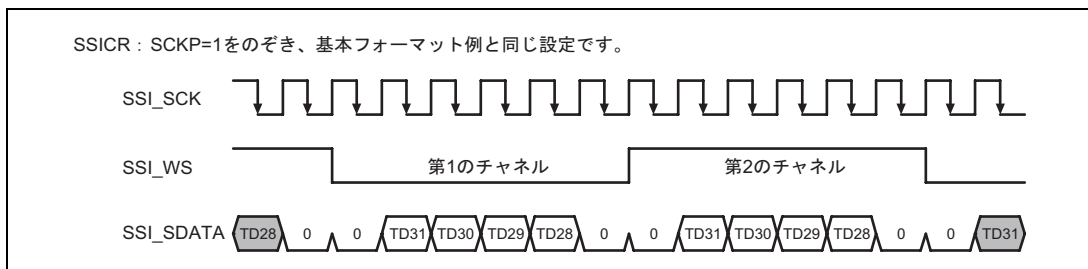 SSICR : SCKP=1をのぞき、基本フォーマット例と同じ設定です。
SSI_SCK
SSI_WS 第1のチャネル 第2のチャネル
SSI_SDATA TD28 0 0 TD31 TD30 TD29 TD28 0 0 TD31 TD30 TD29 TD28 0 0 TD31